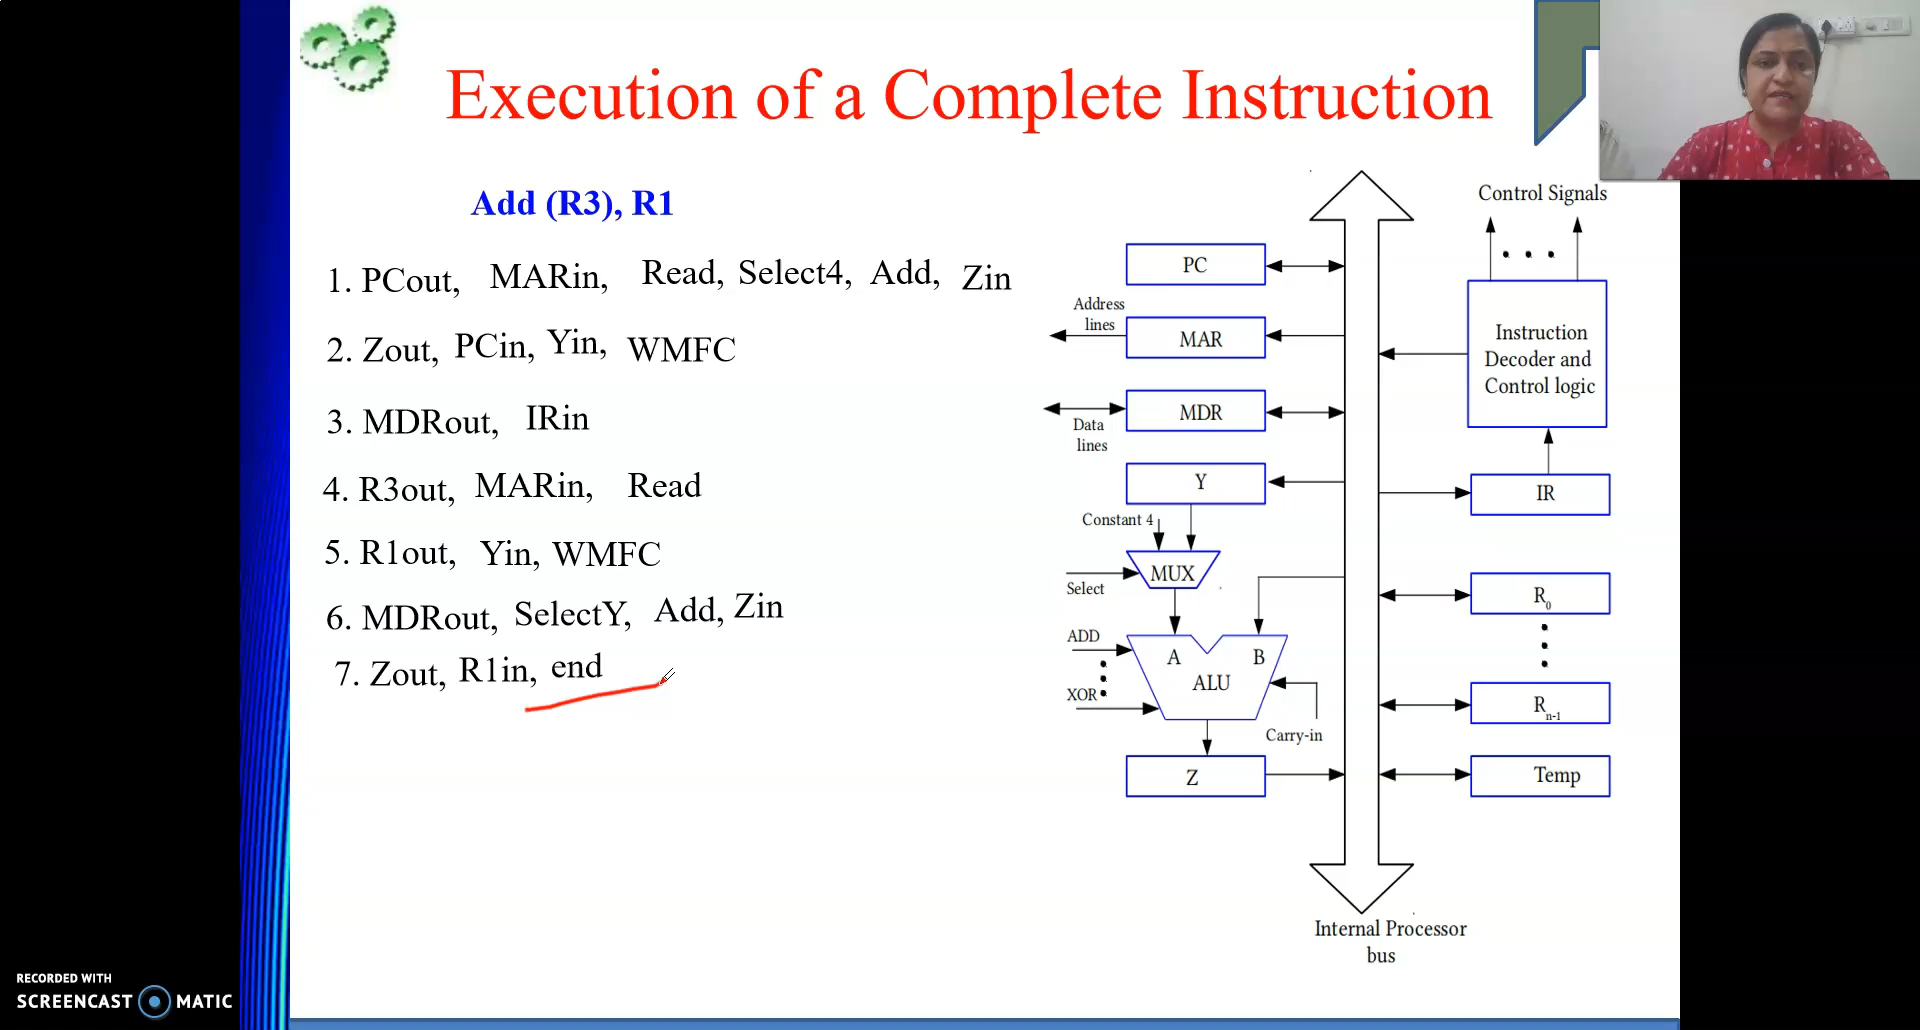 Execution of a Complete Instruction
Add (R3), R1
1. PCout, MARin, Read, Select4, Add, Zin
2. Zout, PCin, Yin, WMFC
3. MDRout, IRin
4. R3out, MARin, Read
5. R1out, Yin, WMFC
6. MDRout, SelectY, Add, Zin
7. Zout, R1in, end
Control Signals
PC
Address
lines
MAR
Instruction
Decoder and
Control logic
MDR
Data
lines
Y
IR
Constant 4
MUX
Select
R0
ADD
A B
ALU
XOR
Rn-1
Carry-in
Z
Temp
Internal Processor
bus
RECORDED WITH
SCREENCAST MATIC